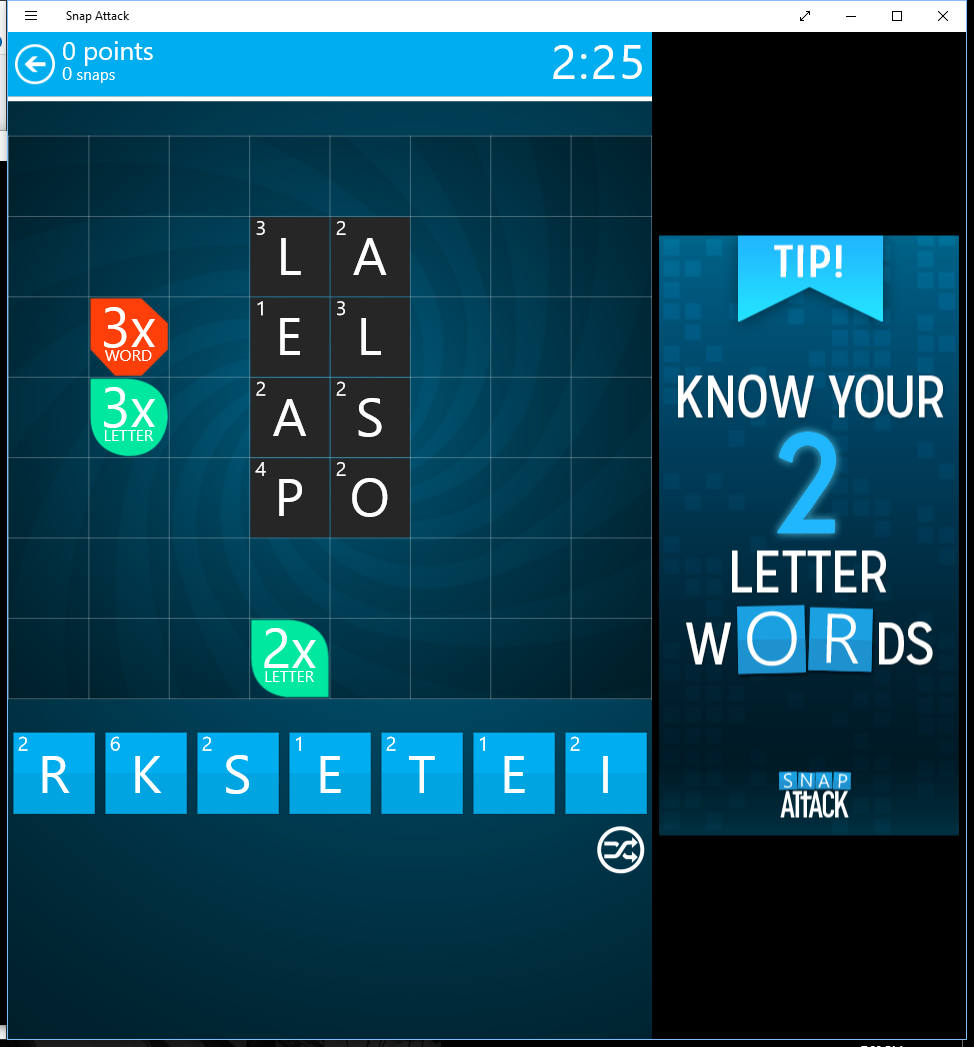 Snap Attack
0 points
0 snaps
2:25
3 L 2 A
3x
WORD
1 E 3 L
3x
LETTER
2 A 2 S
4 P 2 O
2x
LETTER
2 R 6 K 2 S 1 E 2 T 1 E 2 I
TIP!
KNOW YOUR
2
LETTER
WORDS
SNAP
ATTACK